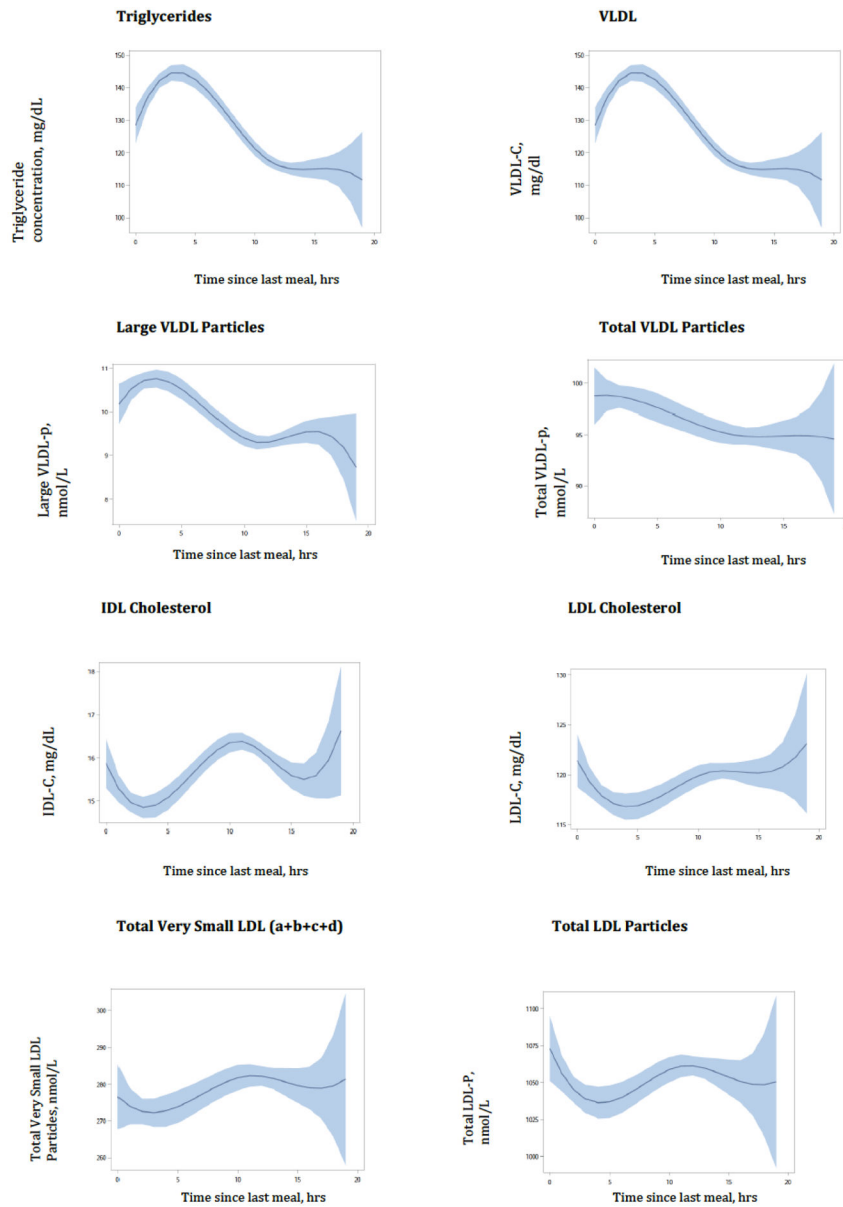 Triglycerides
Triglyceride
concentration, mg/dL
150
140
130
120
110
100
0 5 10 15 20
Time since last meal, hrs
VLDL
VLDL-C,
mg/dl
150
140
130
120
110
100
0 5 10 15 20
Time since last meal, hrs
Large VLDL Particles
Large VLDL-p,
nmol/L
11
10
9
8
0 5 10 15 20
Time since last meal, hrs
Total VLDL Particles
Total VLDL-p,
nmol/L
100
95
90
0 5 10 15
Time since last meal, hrs
IDL Cholesterol
IDL-C, mg/dL
18
17
16
15
0 5 10 15 20
Time since last meal, hrs
LDL Cholesterol
LDL-C, mg/dL
130
125
120
115
0 5 10 15 20
Time since last meal, hrs
Total Very Small LDL (a+b+c+d)
Total Very Small LDL
Particles, nmol/L
300
290
280
270
260
0 5 10 15 20
Time since last meal, hrs
Total LDL Particles
Total LDL-P,
nmol/L
1100
1075
1050
1025
1000
0 5 10 15 20
Time since last meal, hrs